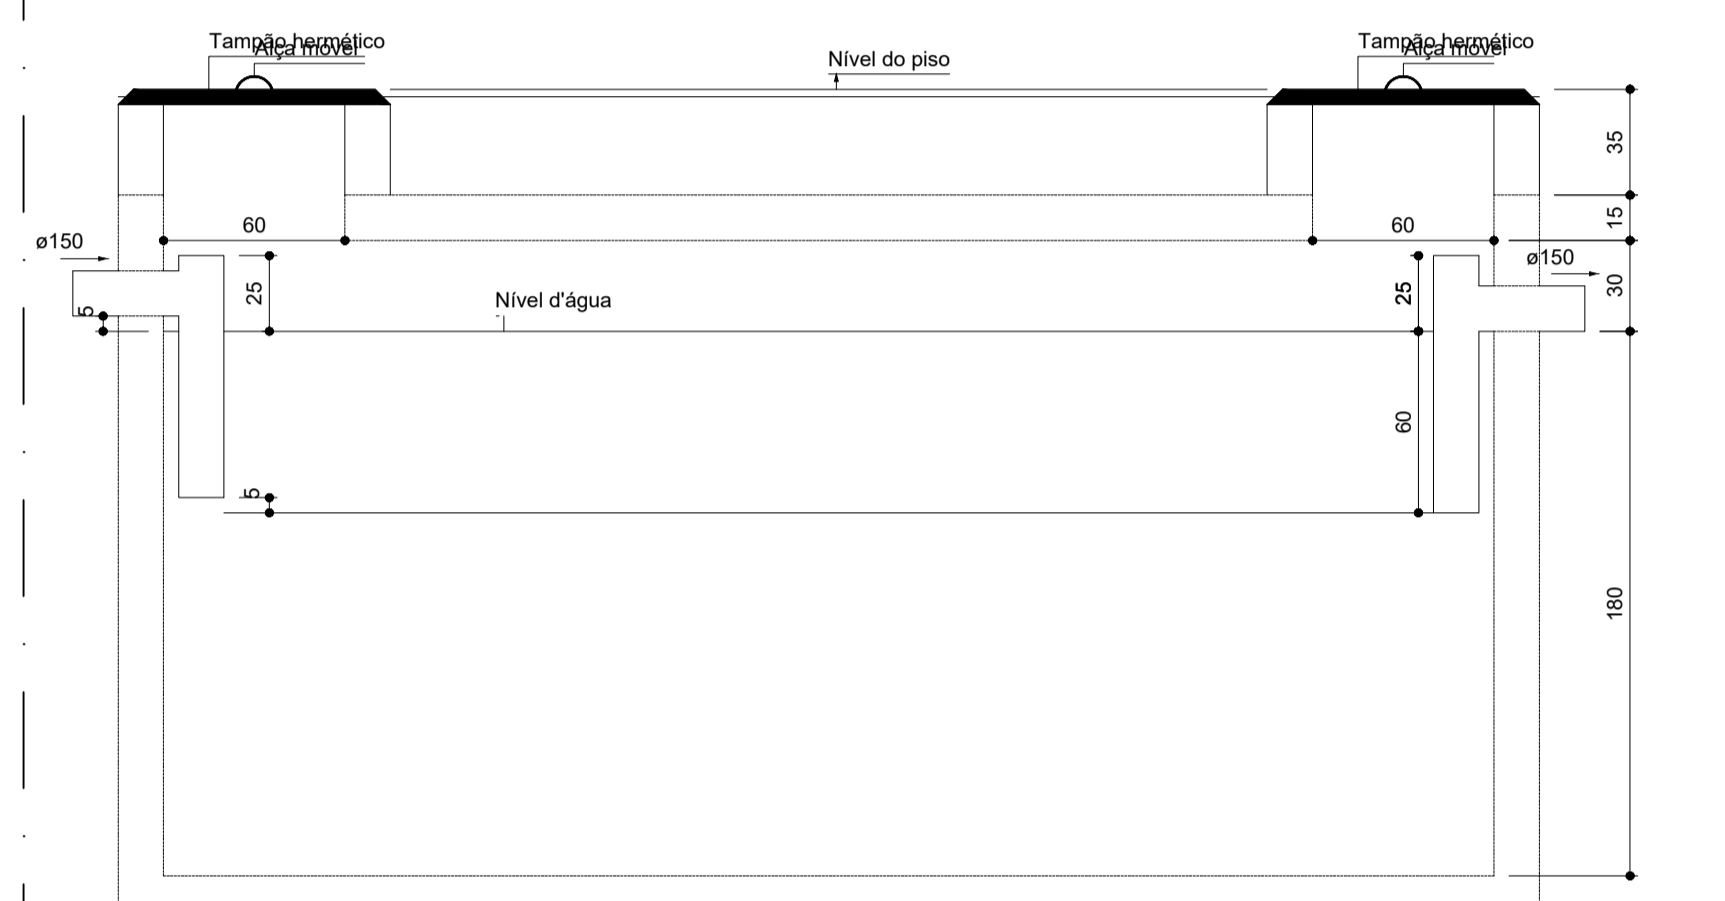 Tampão hermético
Alça móvel
Nível do piso
Tampão hermético
Alça móvel
35
15
60
60
ø150
ø150
25
25
30
5
Nível d'água
60
5
180